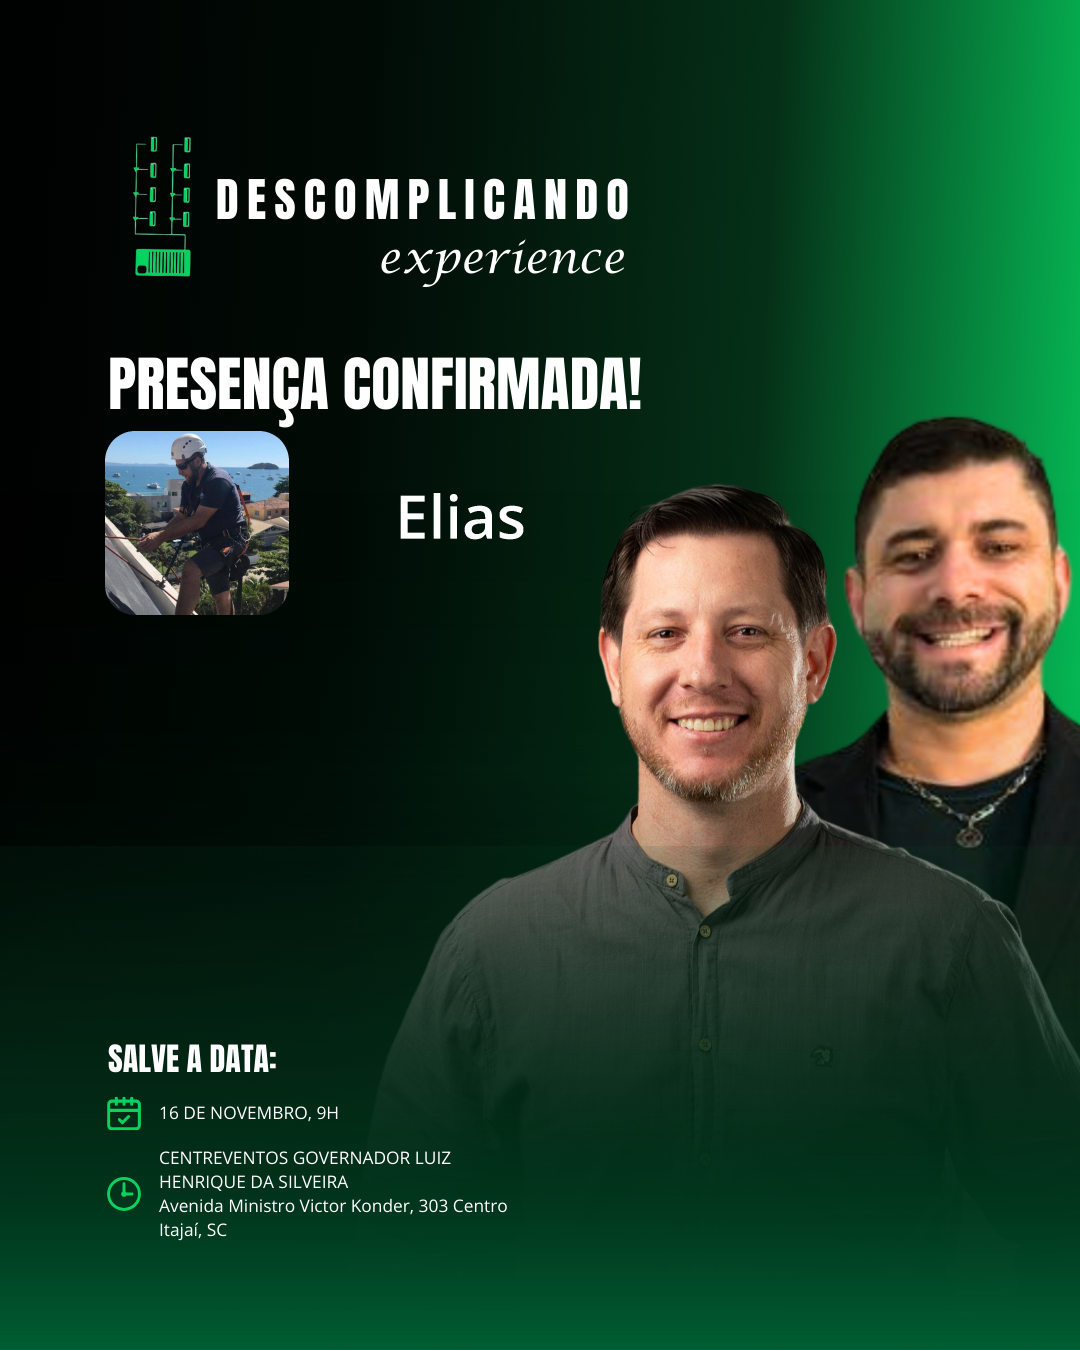 DESCOMPLICANDO
experience
PRESENÇA CONFIRMADA!
Elias
SALVE A DATA:
16 DE NOVEMBRO, 9H
CENTREVENTOS GOVERNADOR LUIZ
HENRIQUE DA SILVEIRA
Avenida Ministro Victor Konder, 303 Centro
Itajaí, SC